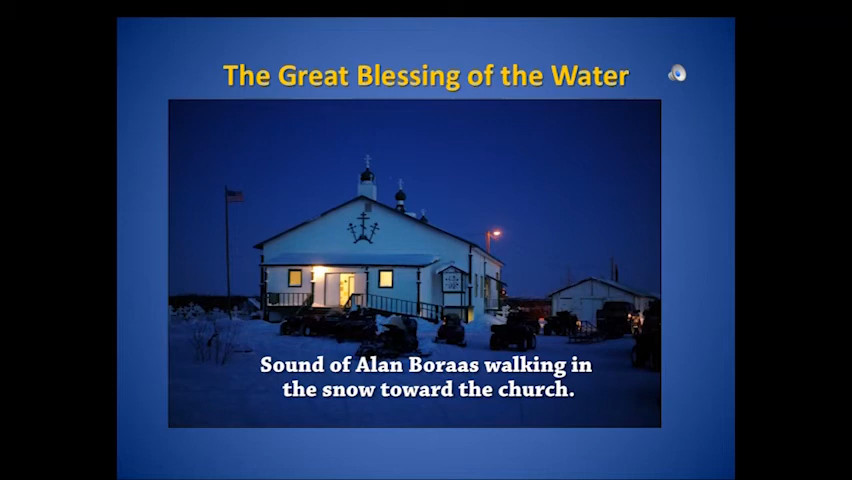 The Great Blessing of the Water
Sound of Alan Boraas walking in
the snow toward the church.